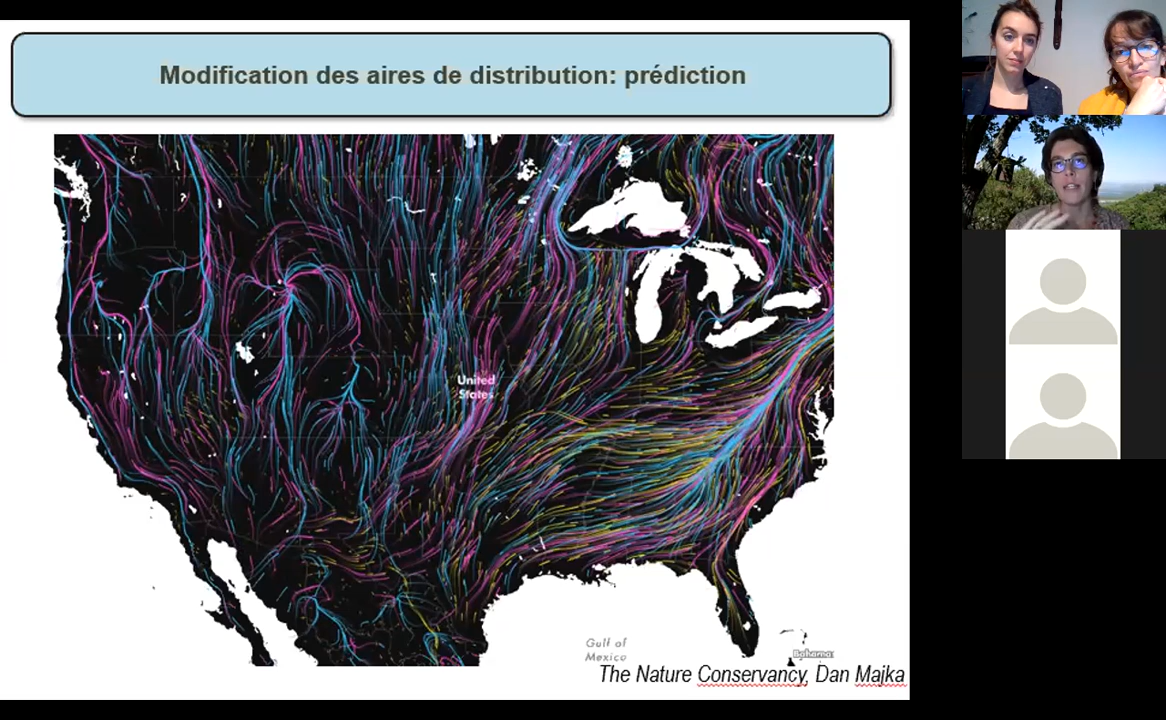 Modification des aires de distribution: prédiction
United
States
Gulf of
Mexico
Bahamas
The Nature Conservancy, Dan Majka